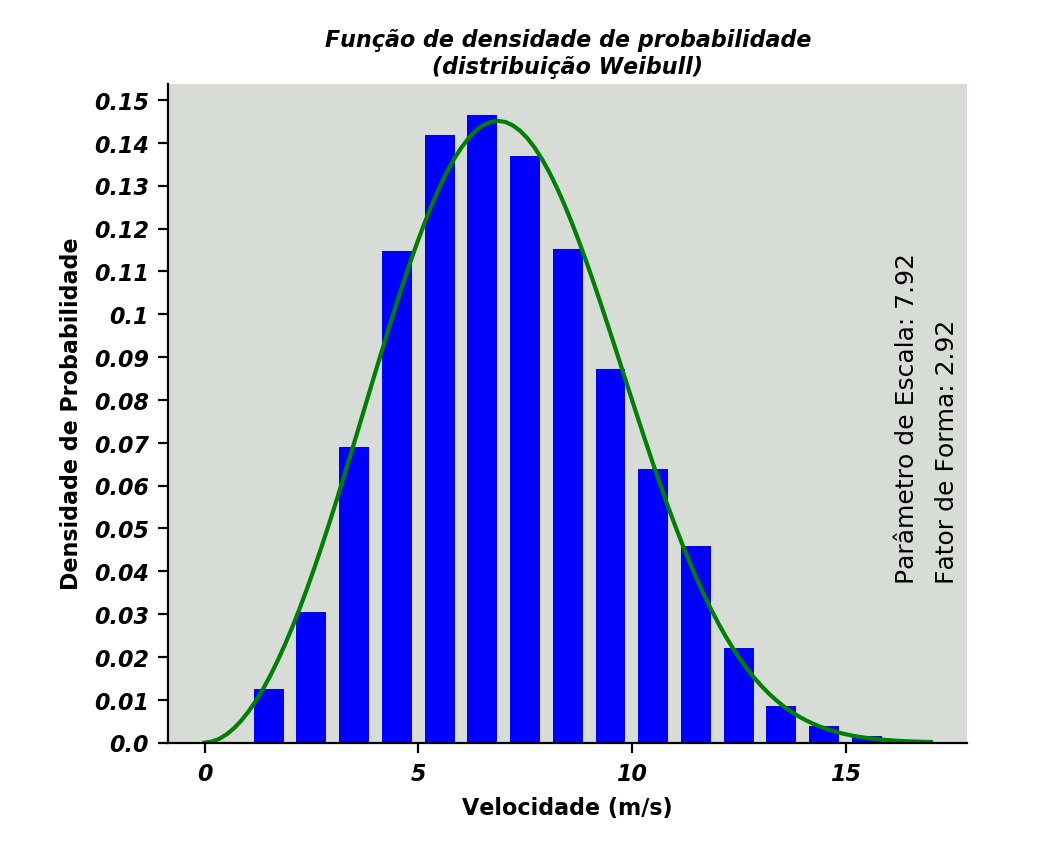 Função de densidade de probabilidade
(distribuição Weibull)
Densidade de Probabilidade
0.15
0.14
0.13
0.12
0.11
0.1
0.09
0.08
0.07
0.06
0.05
0.04
0.03
0.02
0.01
0.0
0 5 10 15
Velocidade (m/s)
Parâmetro de Escala: 7.92
Fator de Forma: 2.92